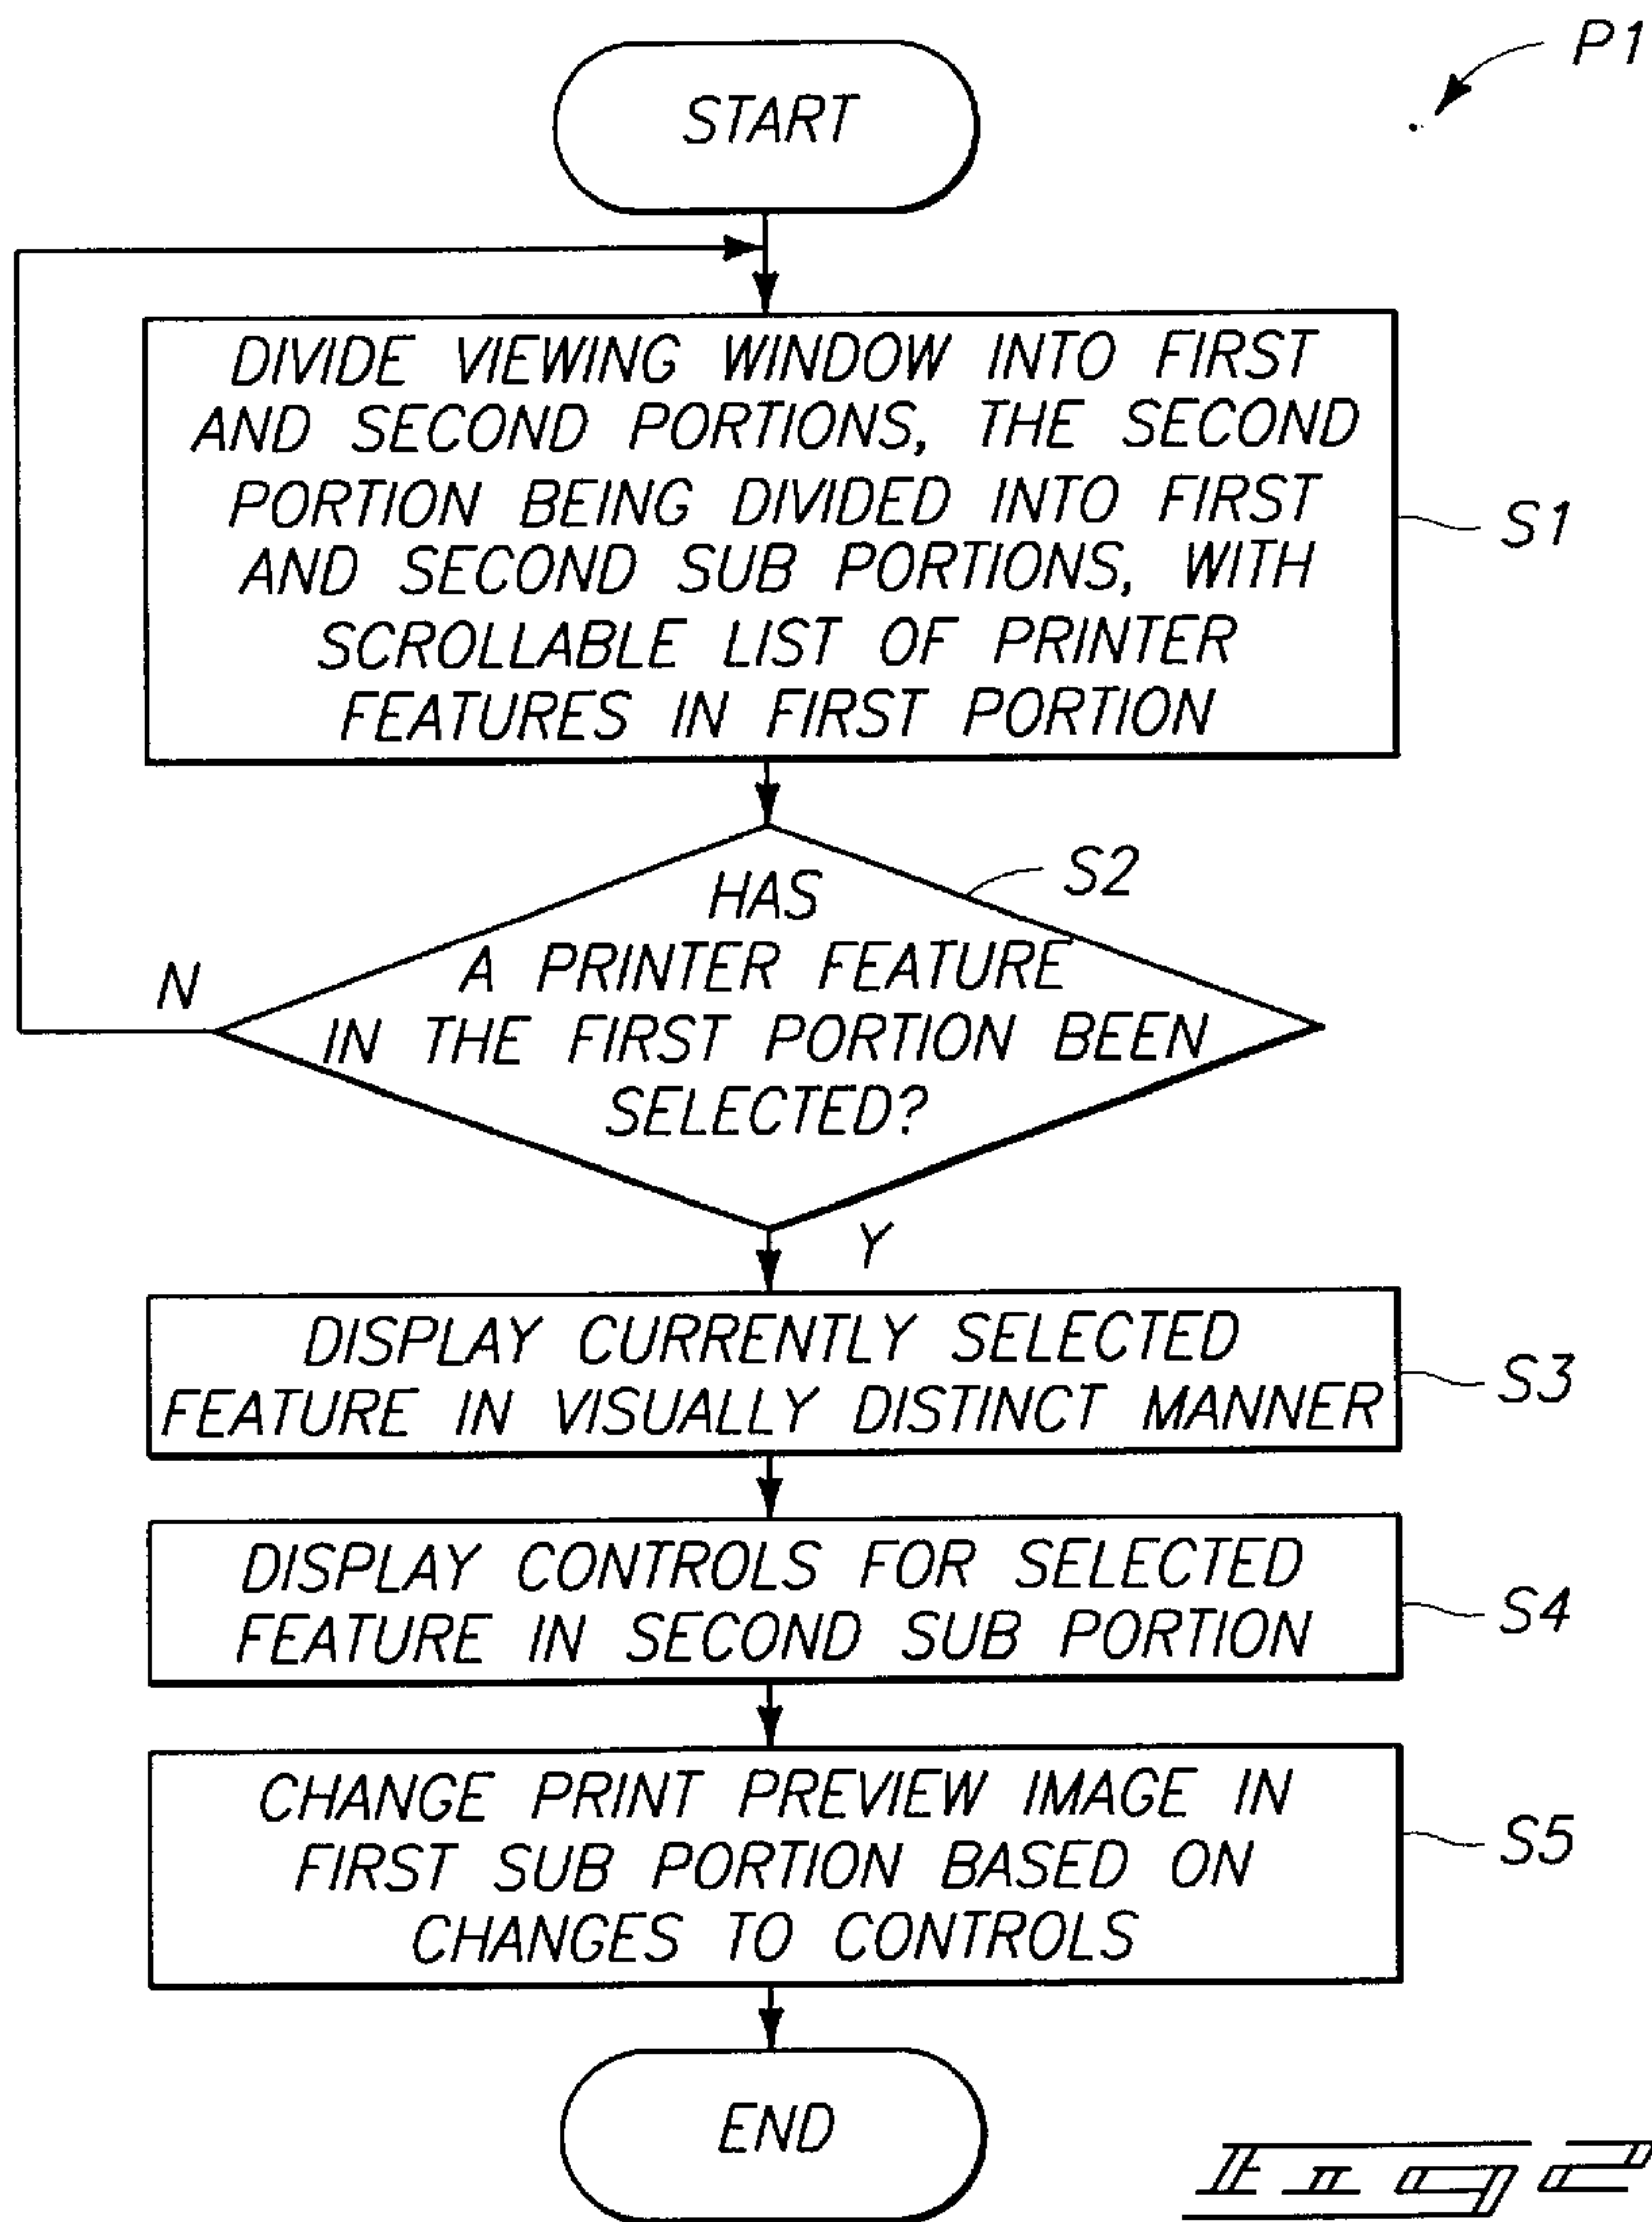 P1
START
DIVIDE VIEWING WINDOW INTO FIRST
AND SECOND PORTIONS, THE SECOND
PORTION BEING DIVIDED INTO FIRST
AND SECOND SUB PORTIONS, WITH
SCROLLABLE LIST OF PRINTER
FEATURES IN FIRST PORTION
S1
S2
HAS
A PRINTER FEATURE
IN THE FIRST PORTION BEEN
SELECTED?
N
Y
DISPLAY CURRENTLY SELECTED
FEATURE IN VISUALLY DISTINCT MANNER
S3
DISPLAY CONTROLS FOR SELECTED
FEATURE IN SECOND SUB PORTION
S4
CHANGE PRINT PREVIEW IMAGE IN
FIRST SUB PORTION BASED ON
CHANGES TO CONTROLS
S5
END
FIG 2